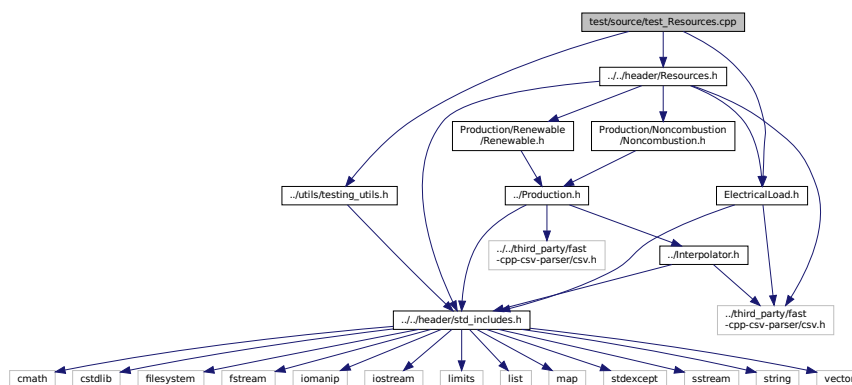 test/source/test_Resources.cpp
../../header/Resources.h
Production/Renewable
/Renewable.h
Production/Noncombustion
/Noncombustion.h
../utils/testing_utils.h
../Production.h
ElectricalLoad.h
../../third_party/fast
-cpp-csv-parser/csv.h
../Interpolator.h
../third_party/fast
-cpp-csv-parser/csv.h
../../header/std_includes.h
cmath
cstdlib
filesystem
fstream
iomanip
iostream
limits
list
map
stdexcept
sstream
string
vector